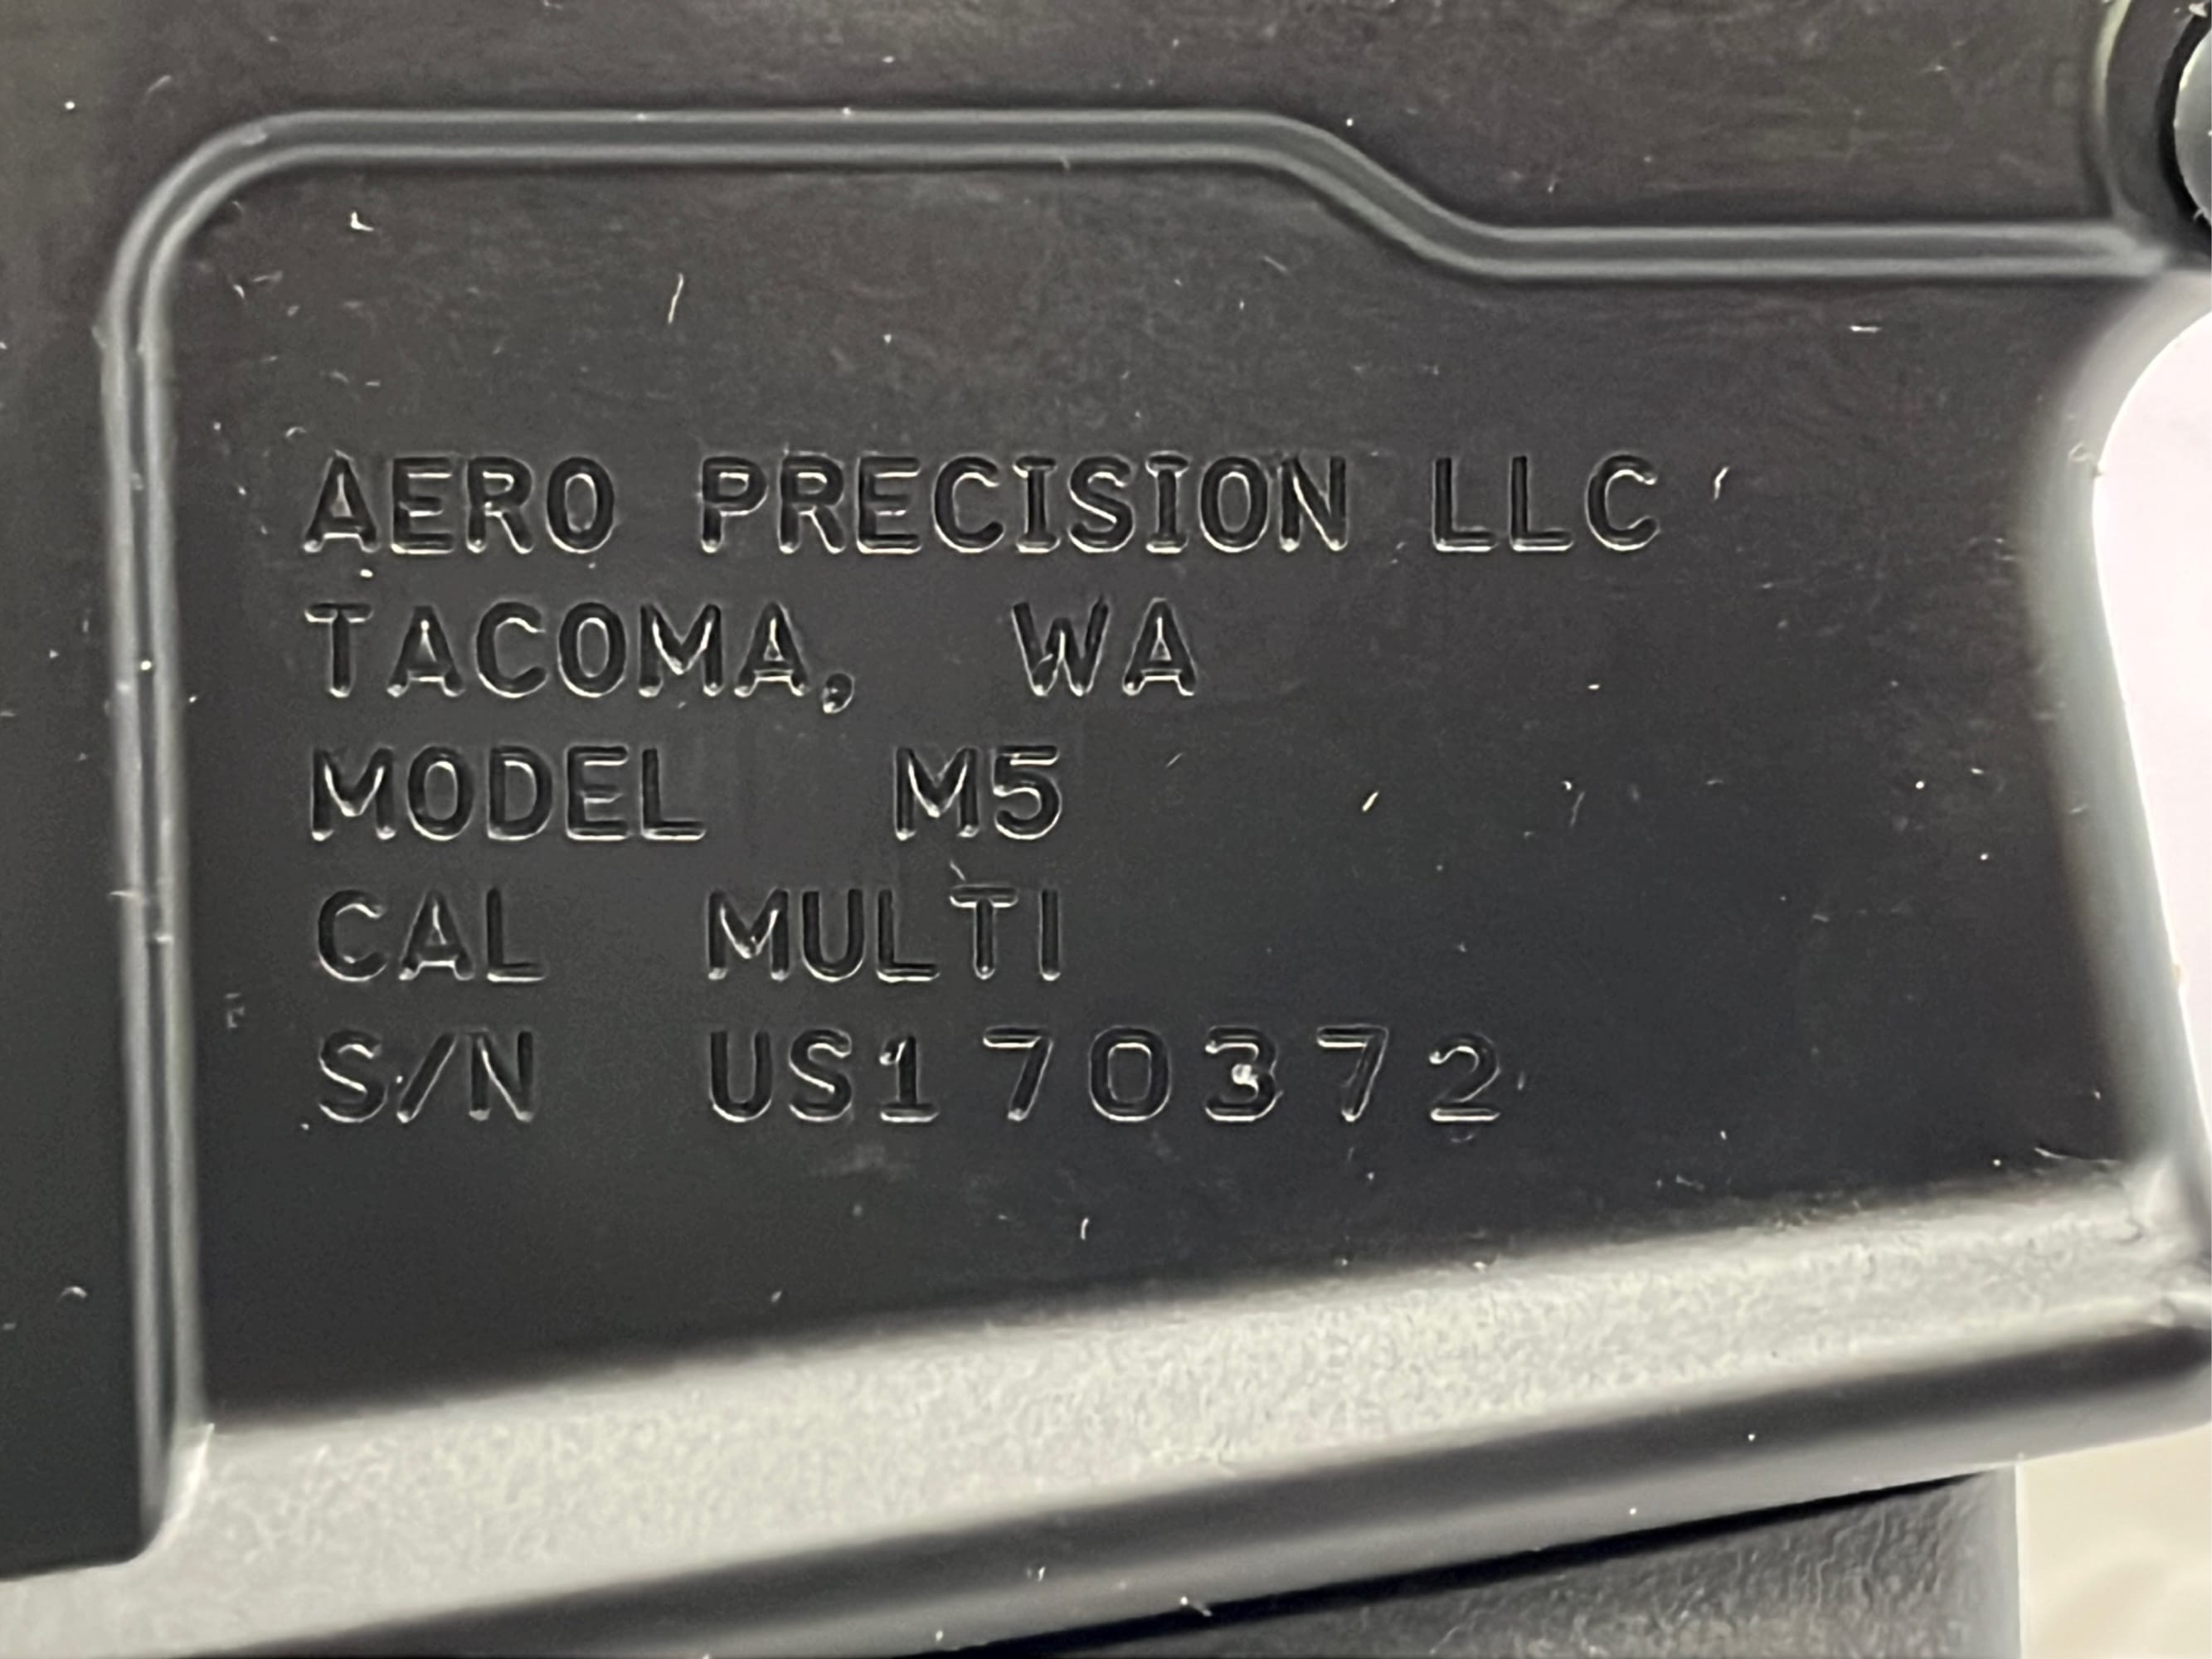 AERO PRECISION LLC
TACOMA, WA
MODEL M5
CAL MULTI
S/N US170372